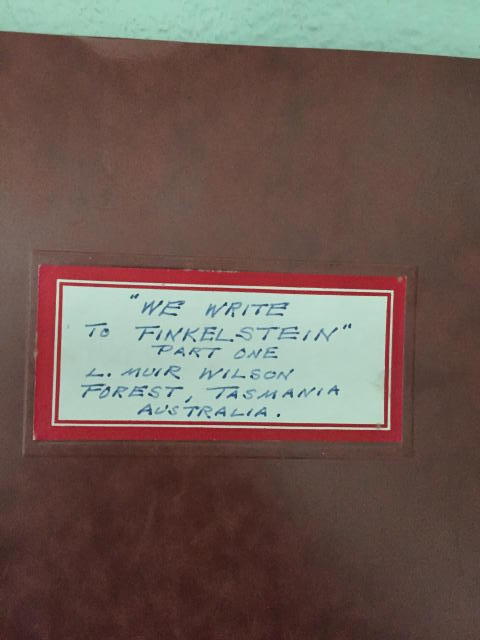 "WE WRITE
TO FINKELSTEIN"
PART ONE
L. MUIR WILSON
FOREST, TASMANIA
AUSTRALIA.